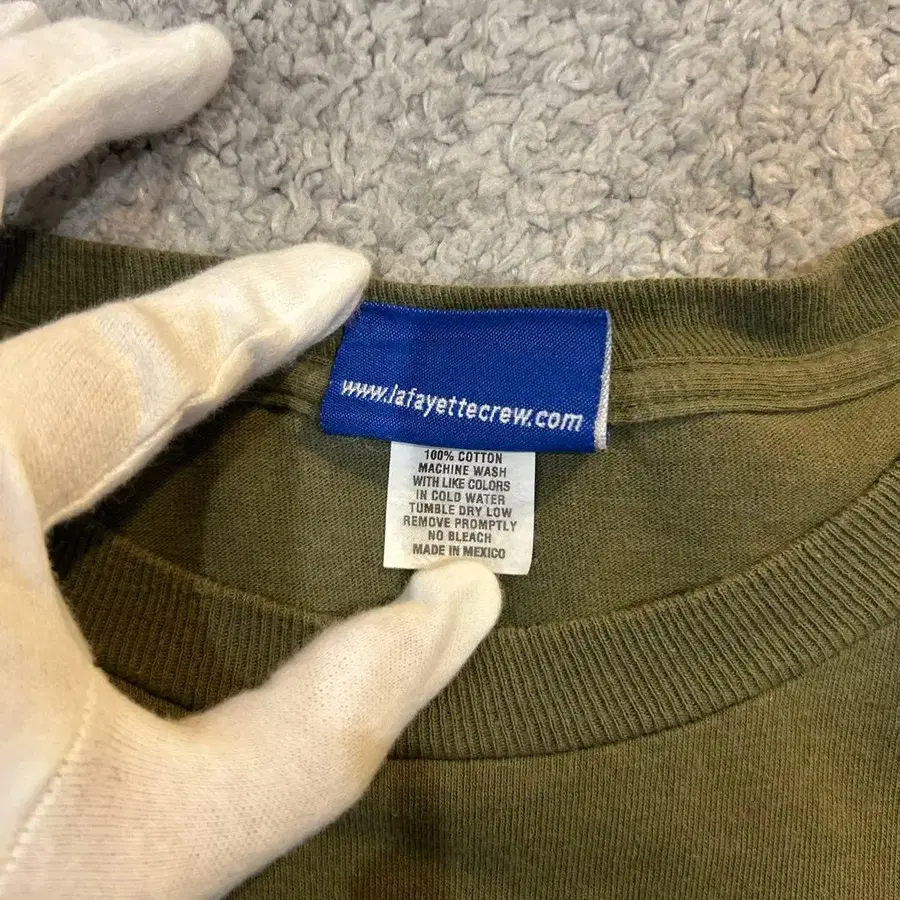 www.lafayettecrew.com
100% COTTON
MACHINE WASH
WITH LIKE COLORS
IN COLD WATER
TUMBLE DRY LOW
REMOVE PROMPTLY
NO BLEACH
MADE IN MEXICO